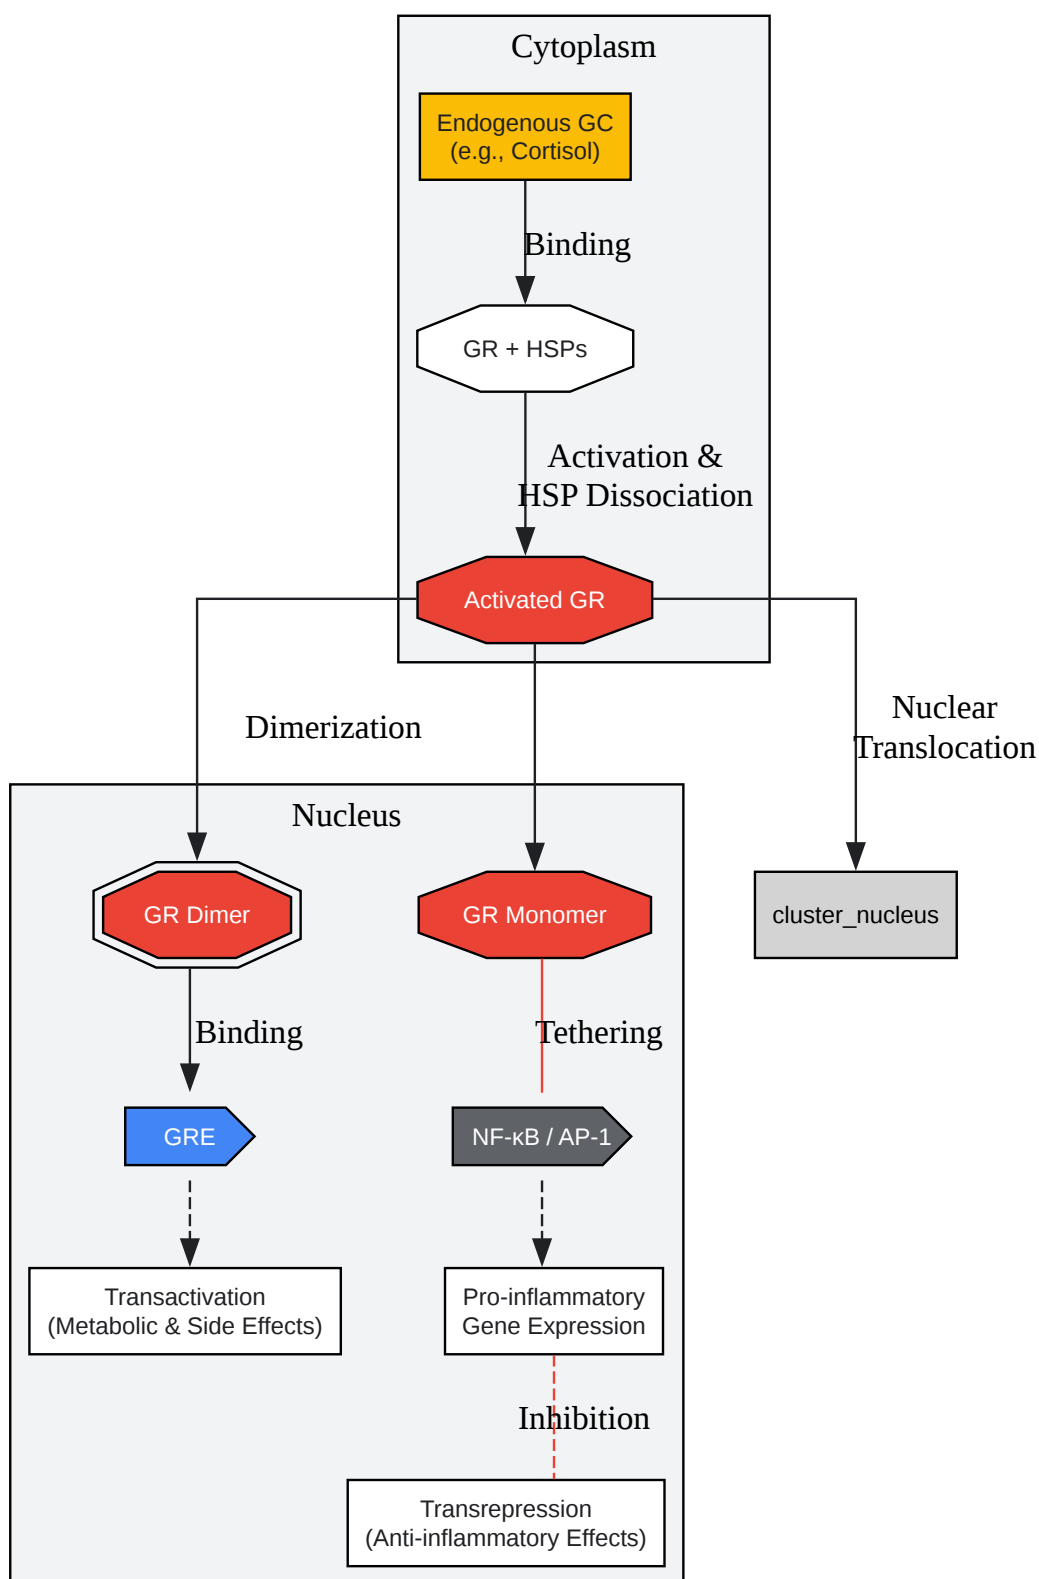 Cytoplasm
Endogenous GC
(e.g., Cortisol)
Binding
GR + HSPs
Activation &
HSP Dissociation
Activated GR
Dimerization
Nuclear
Translocation
Nucleus
GR Dimer
GR Monomer
cluster_nucleus
Binding
Tethering
GRE
NF-κB / AP-1
Transactivation
(Metabolic & Side Effects)
Pro-inflammatory
Gene Expression
Inhibition
Transrepression
(Anti-inflammatory Effects)